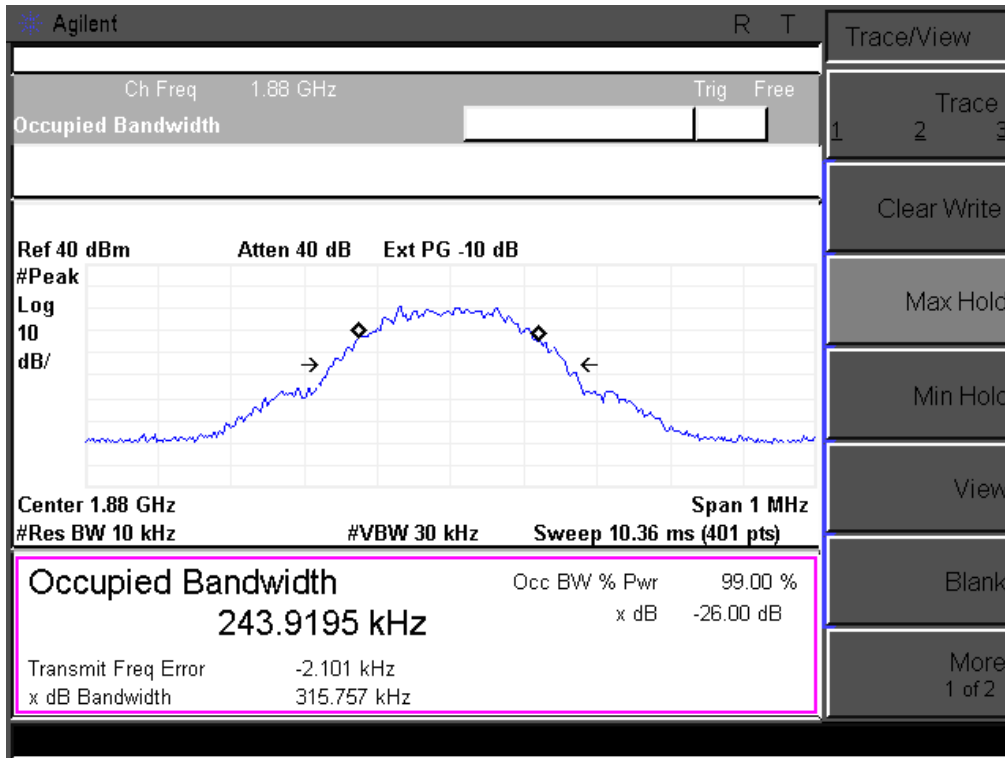 Agilent R T
Trace/View
Ch Freq 1.88 GHz Trig Free
Occupied Bandwidth
Trace
1 2 3
Clear Write
Max Hold
Min Hold
View
Blank
More
1 of 2
Ref 40 dBm Atten 40 dB Ext PG -10 dB
#Peak
Log
10
dB/
Center 1.88 GHz Span 1 MHz
#Res BW 10 kHz #VBW 30 kHz Sweep 10.36 ms (401 pts)
Occupied Bandwidth Occ BW % Pwr 99.00 %
243.9195 kHz x dB -26.00 dB
Transmit Freq Error -2.101 kHz
x dB Bandwidth 315.757 kHz